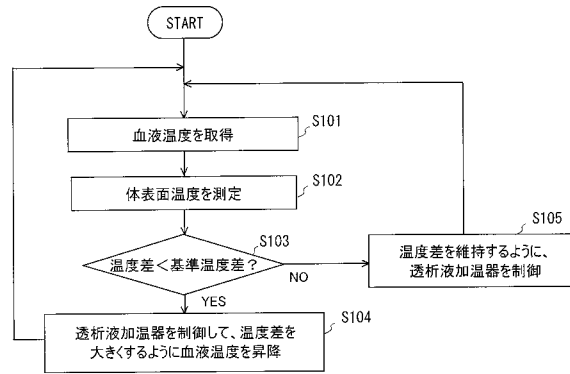 START
血液温度を取得
S101
体表面温度を測定
S102
温度差<基準温度差?
S103
NO
YES
温度差を維持するように、
透析液加温器を制御
S105
透析液加温器を制御して、温度差を
大きくするように血液温度を昇降
S104